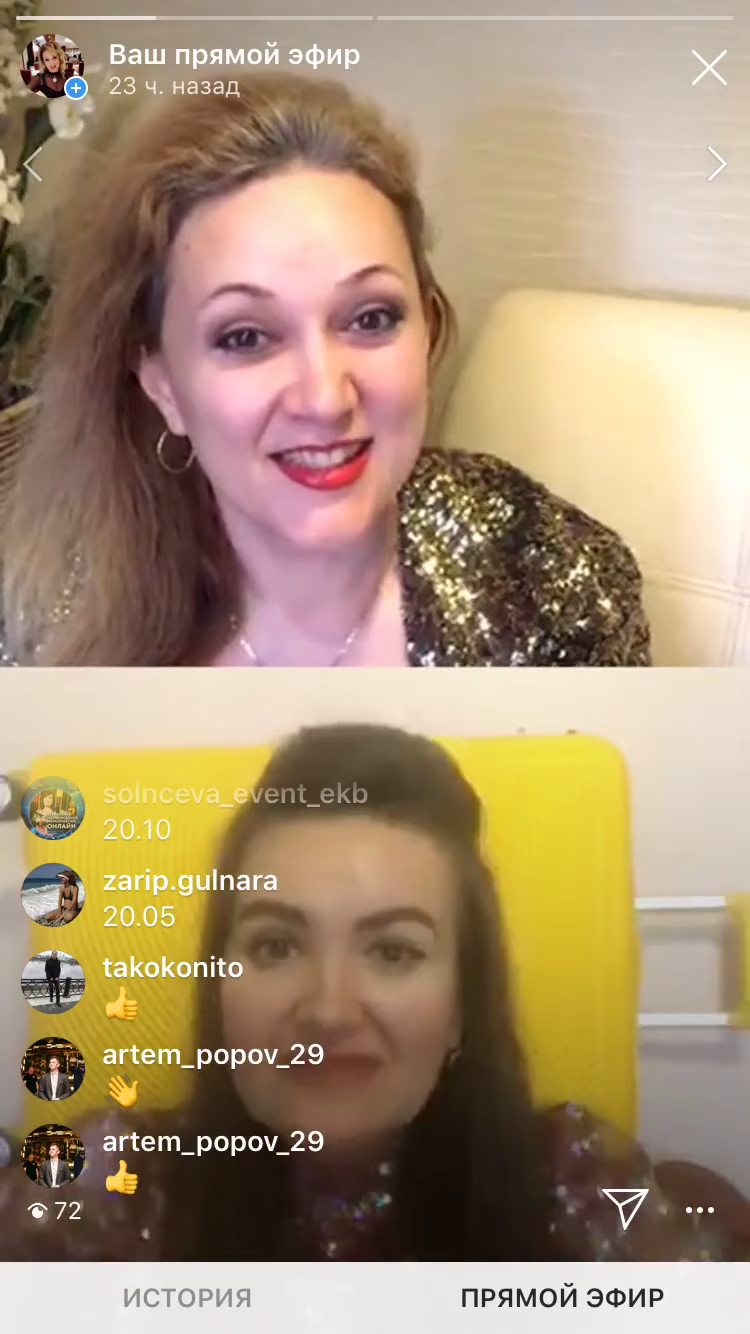 Ваш прямой эфир
23 ч. назад
solnceva_event_ekb
20.10
zarip.gulnara
20.05
takokonito
👍
artem_popov_29
👋
artem_popov_29
👍
72
ИСТОРИЯ
ПРЯМОЙ ЭФИР